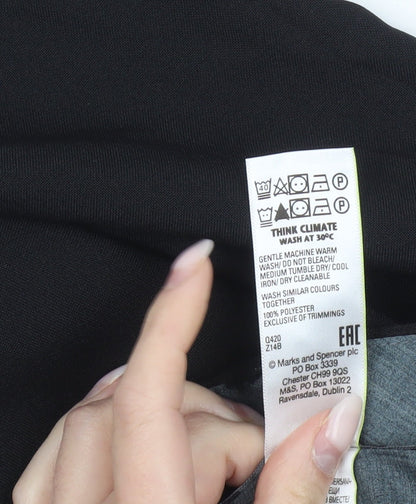 40 P
P
THINK CLIMATE
WASH AT 30ºC
GENTLE MACHINE WARM
WASH/ DO NOT BLEACH/
MEDIUM TUMBLE DRY/ COOL
IRON/ DRY CLEANABLE
WASH SIMILAR COLOURS
TOGETHER
100% POLYESTER
EXCLUSIVE OF TRIMMINGS
Q420
Z14B EAC
© Marks and Spencer plc
PO Box 3339
Chester CH99 9QS
M&S, PO Box 13022
Ravensdale, Dublin 2